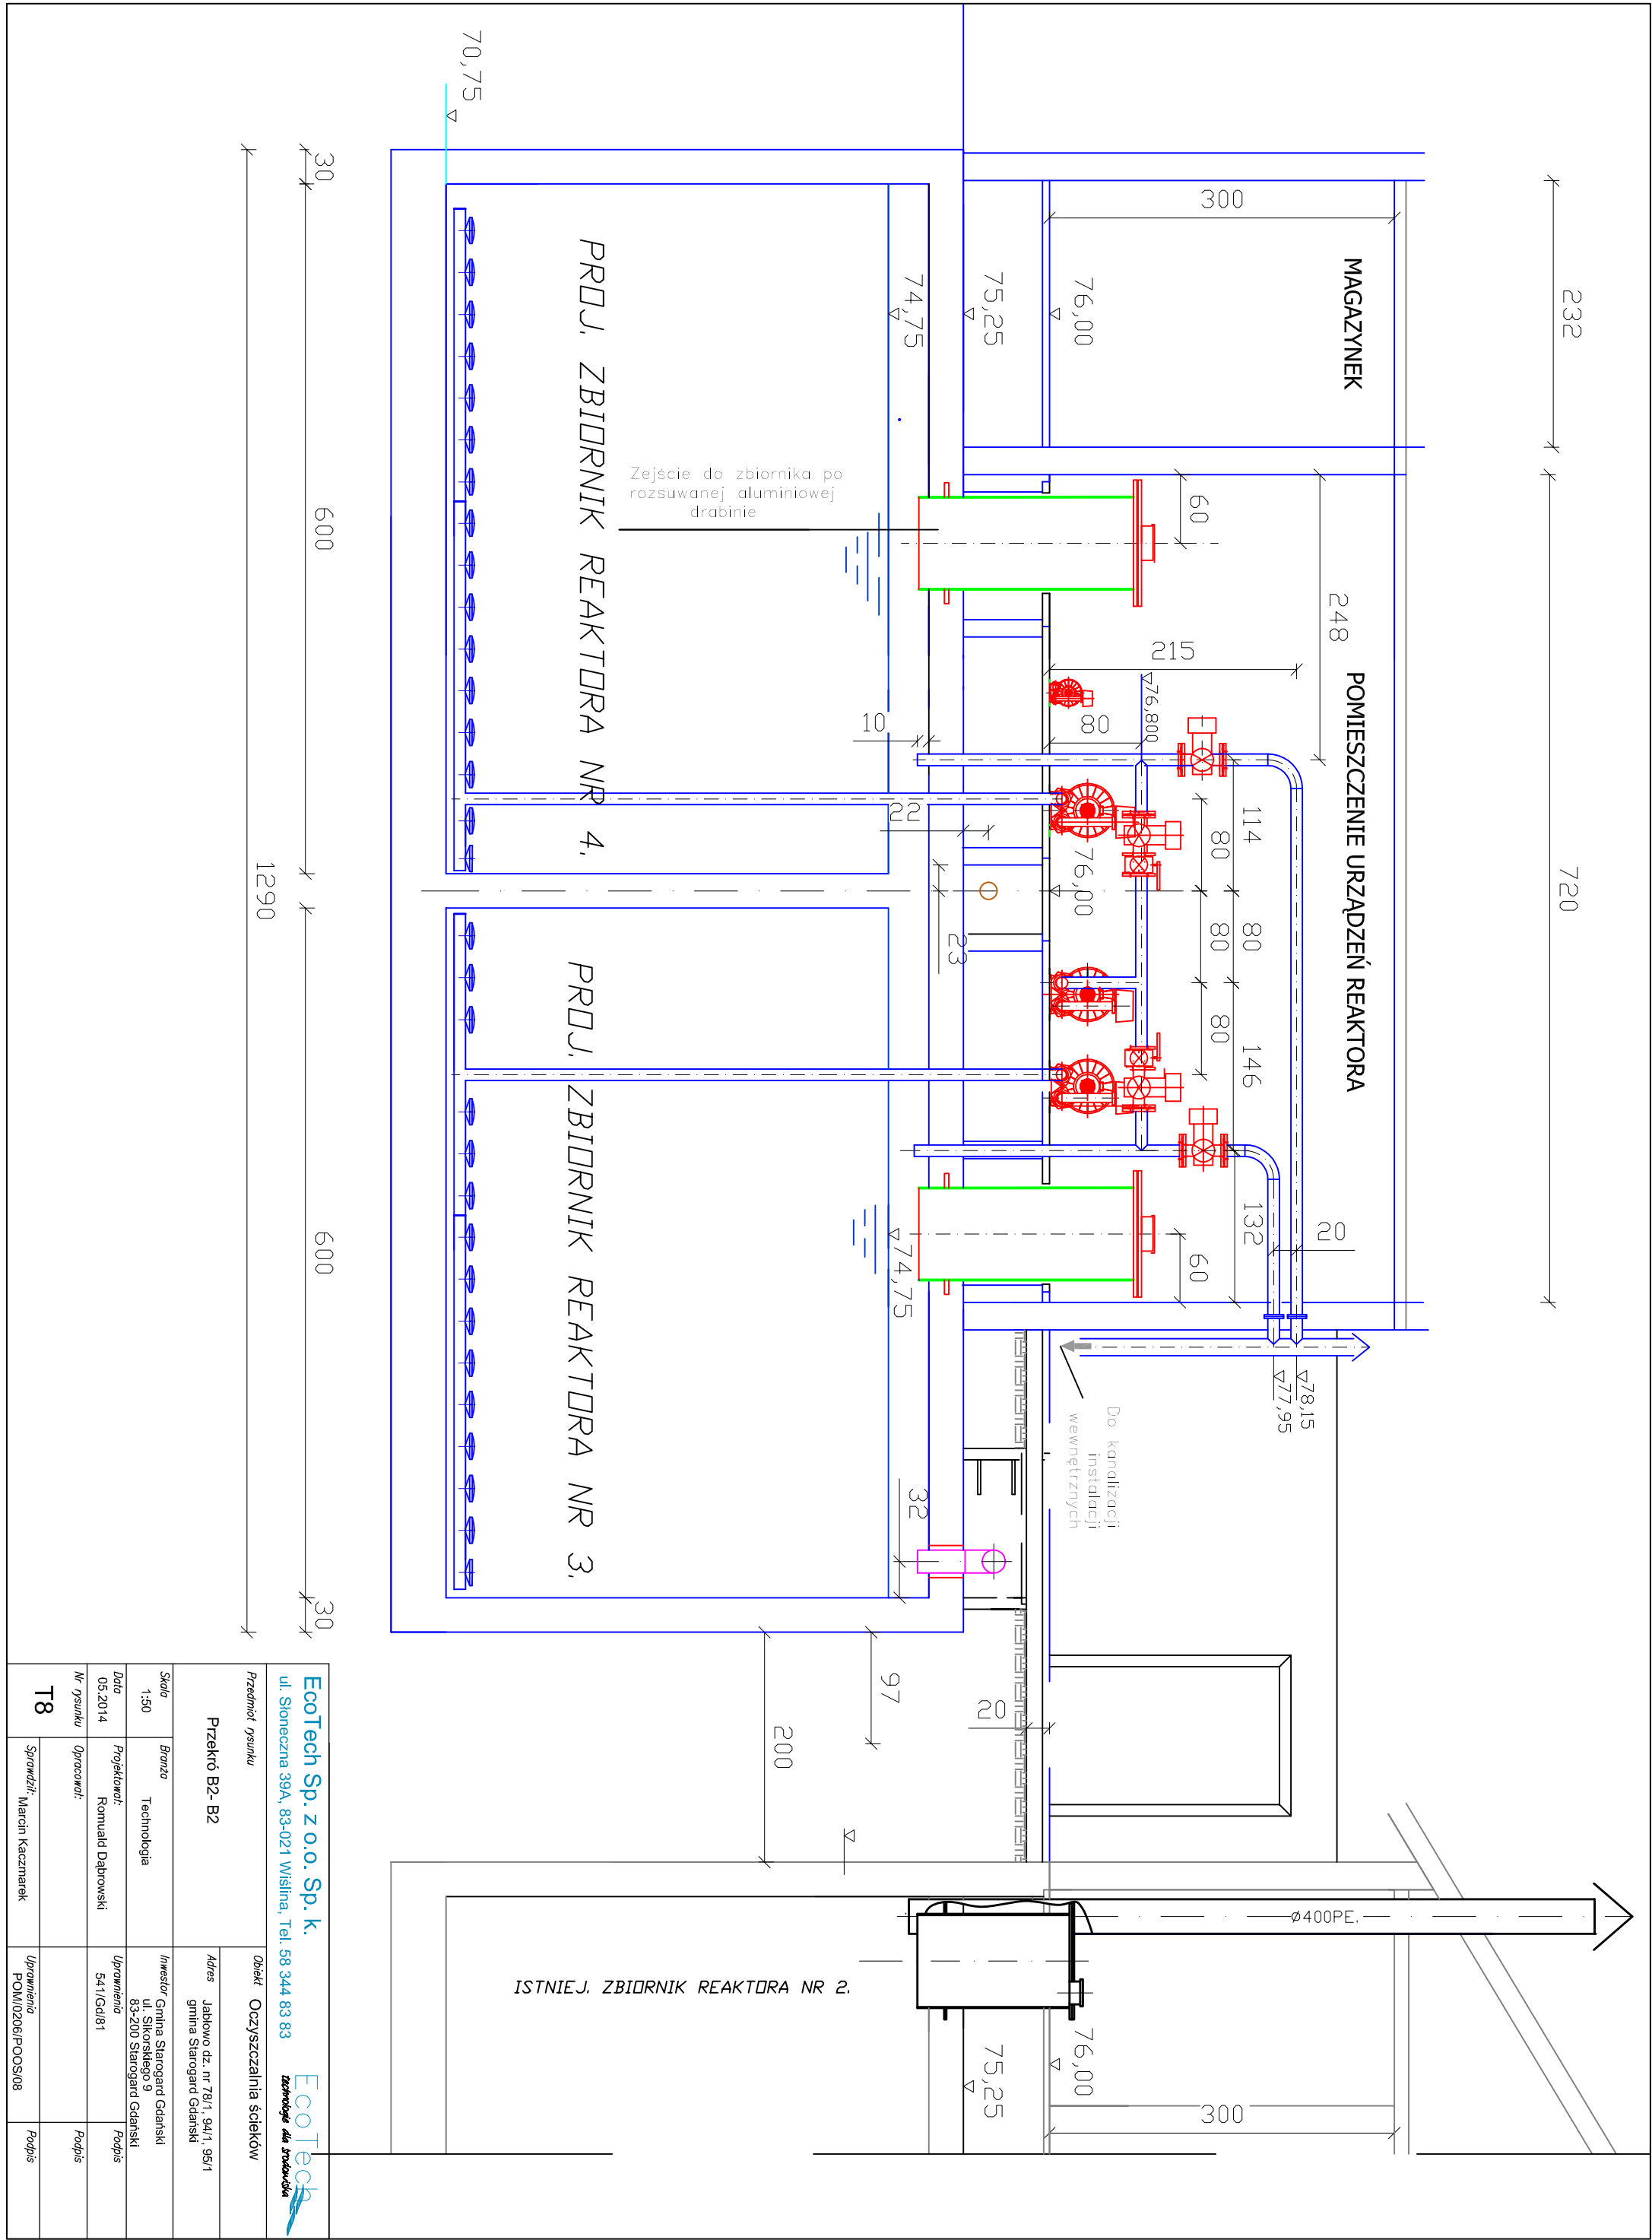 232
720
MAGAZYNEK
POMIESZCZENIE URZĄDZEŃ REAKTORA
300
60
248
215
▽76,800
80
114
80
80
80
146
80
132
20
60
▽78,15
▽77,95
76,00
75,25
74,75
76,00
10
22
23
74,75
32
Do kanalizacji
instalacji
wewnętrznych
Zejście do zbiornika po
rozsuwanej aluminiowej
drabinie
PROJ. ZBIORNIK REAKTORA NR 4.
PROJ. ZBIORNIK REAKTORA NR 3.
70,75
30
600
600
30
1290
97
200
20
Ø400PE.
ISTNIEJ. ZBIORNIK REAKTORA NR 2.
76,00
75,25
300
EcoTech Sp. z o.o. Sp. k.
ul. Słoneczna 39A, 83-021 Wiślina, Tel. 58 344 83 83
EcoTech
technologie dla środowiska
Przedmiot rysunku
Przekró B2- B2
Obiekt
Oczyszczalnia ścieków
Adres
Jabłowo dz. nr 78/1, 94/1, 95/1
gmina Starogard Gdański
Skala
1:50
Branża
Technologia
Inwestor
Gmina Starogard Gdański
ul. Sikorskiego 9
83-200 Starogard Gdański
Data
05.2014
Projektował:
Romuald Dąbrowski
Uprawnienia
541/Gd/81
Podpis
Nr rysunku
T8
Opracował:
Podpis
Sprawdził:
Marcin Kaczmarek
Uprawnienia
POM/0206/POOS/08
Podpis